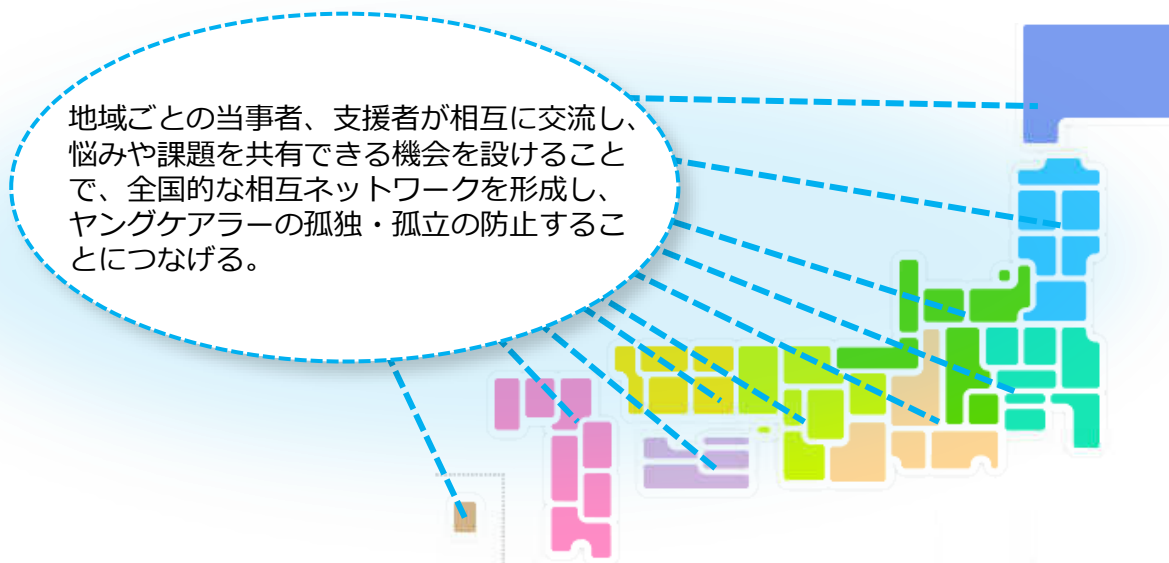 地域ごとの当事者、支援者が相互に交流し、
悩みや課題を共有できる機会を設けること
で、全国的な相互ネットワークを形成し、
ヤングケアラーの孤独・孤立の防止するこ
とにつなげる。